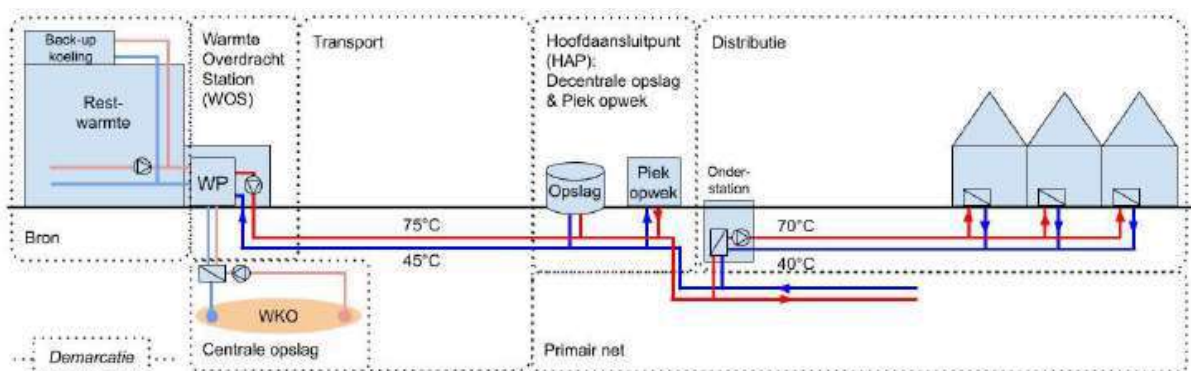 Back-up
koeling
Rest-
warmte
Bron
Warmte
Overdracht
Station
(WOS)
WP
WKO
Centrale opslag
Demarcatie
Transport
75°C
45°C
Hoofdaansluitpunt
(HAP):
Decentrale opslag
& Piek opwek
Opslag
Piek
opwek
Primair net
Distributie
Onder-
station
70°C
40°C